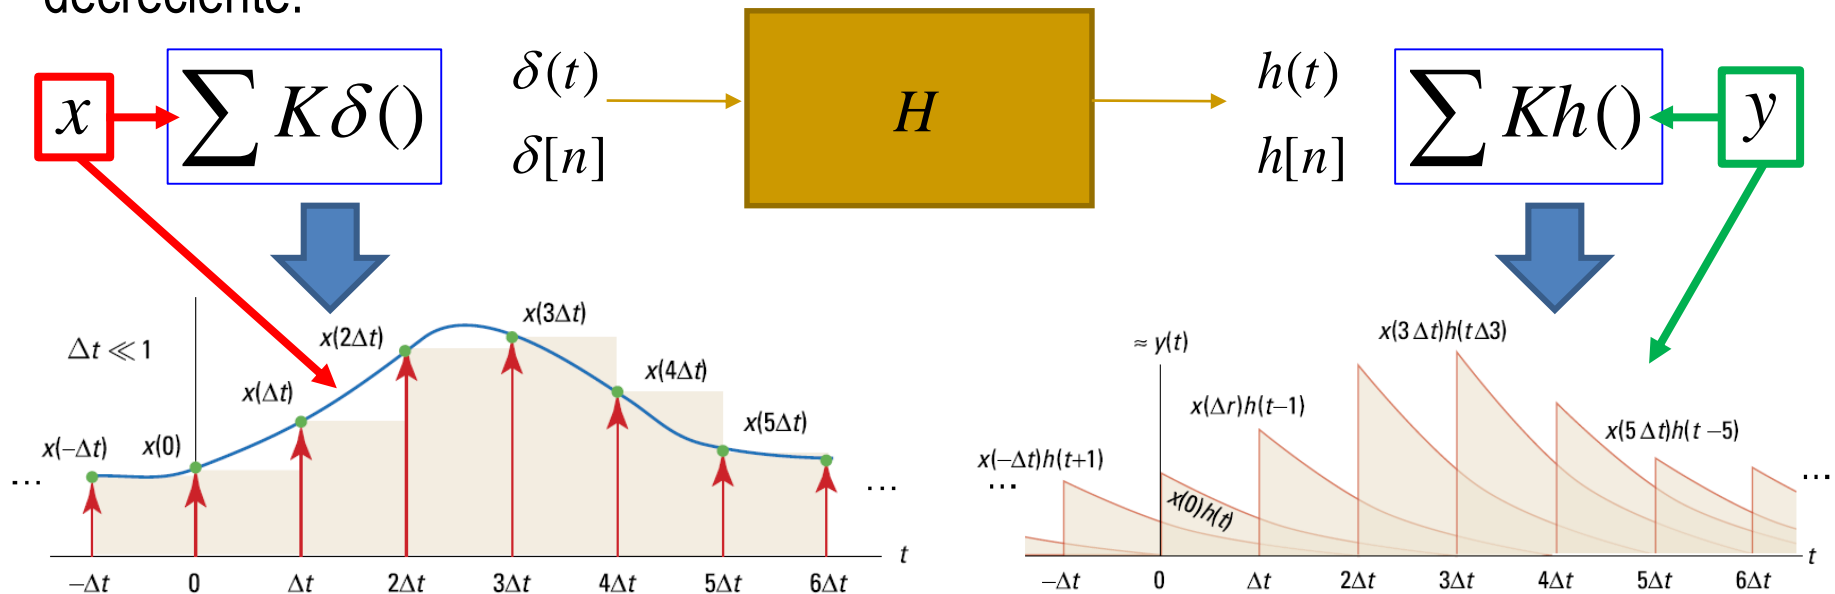 decreciente.
x
∑ K δ()
δ(t)
δ[n]
H
h(t)
h[n]
∑ Kh()
y
Δt ≪ 1
x(−Δt)
x(0)
x(Δt)
x(2Δt)
x(3Δt)
x(4Δt)
x(5Δt)
...
...
t
−Δt 0 Δt 2Δt 3Δt 4Δt 5Δt 6Δt
≈ y(t)
x(−Δt)h(t+1)
...
x(0)h(t)
x(Δr)h(t−1)
x(3 Δt)h(tΔ3)
x(5 Δt)h(t −5)
...
t
−Δt 0 Δt 2Δt 3Δt 4Δt 5Δt 6Δt